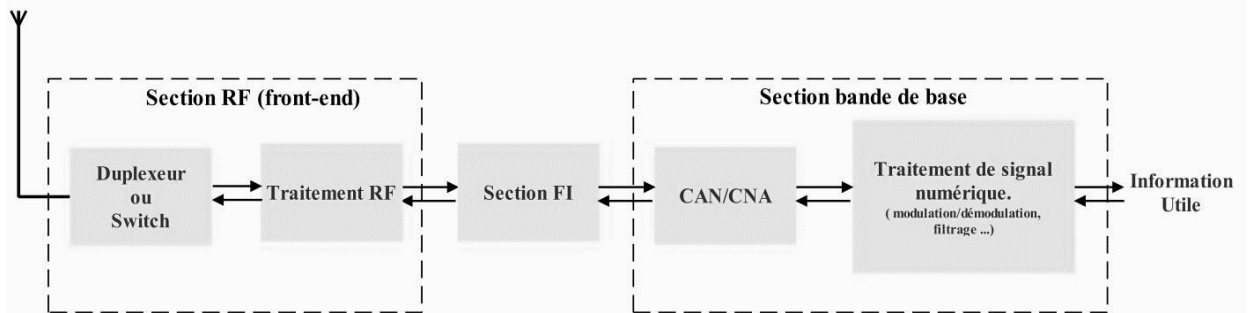 Section RF (front-end)
Duplexeur
ou
Switch
Traitement RF
Section FI
Section bande de base
CAN/CNA
Traitement de signal
numérique.
( modulation/démodulation,
filtrage ...)
Information
Utile